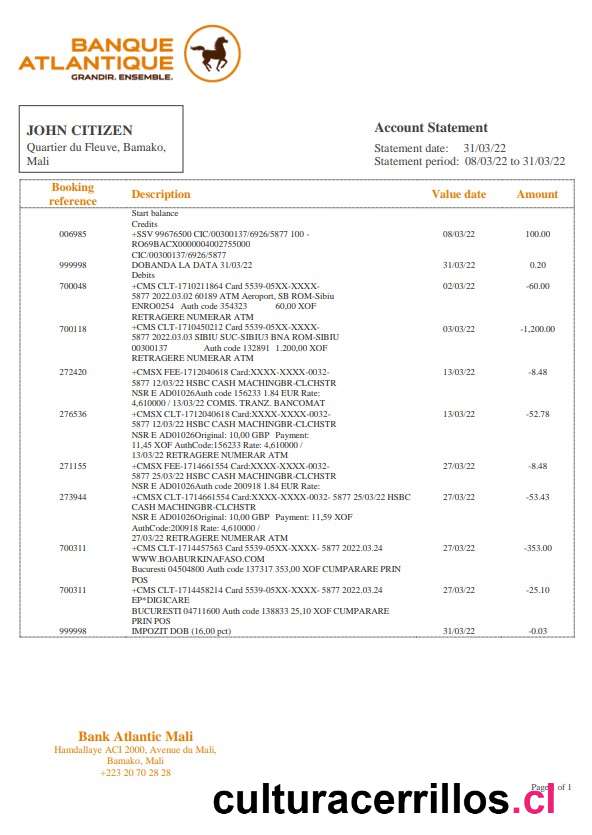 BANQUE
ATLANTIQUE
GRANDIR. ENSEMBLE.
JOHN CITIZEN
Quartier du Fleuve, Bamako,
Mali
Account Statement
Statement date: 31/03/22
Statement period: 08/03/22 to 31/03/22
Booking reference Description Value date Amount
Start balance
Credits
006985 +SSV 99676500 CIC/00300137/6926/5877 100 - 08/03/22 100.00
RO69BACX0000004002755000
CIC/00300137/6926/5877
999998 DOBANDA LA DATA 31/03/22 31/03/22 0.20
Debits
700048 +CMS CLT-1710211864 Card 5539-05XX-XXXX- 02/03/22 -60.00
5877 2022.03.02 60189 ATM Aeroport, SB ROM-Sibiu
ENRO0254 Auth code 354323 60,00 XOF
RETRAGERE NUMERAR ATM
700118 +CMS CLT-1710450212 Card 5539-05XX-XXXX- 03/03/22 -1,200.00
5877 2022.03.03 SIBIU SUC-SIBIU3 BNA ROM-SIBIU
00300137 Auth code 132891 1.200,00 XOF
RETRAGERE NUMERAR ATM
272420 +CMSX FEE-1712040618 Card:XXXX-XXXX-0032- 13/03/22 -8.48
5877 12/03/22 HSBC CASH MACHINGBR-CLCHSTR
NSR E AD01026Auth code 156233 1.84 EUR Rate:
4,610000 / 13/03/22 COMIS. TRANZ. BANCOMAT
276536 +CMSX CLT-1712040618 Card:XXXX-XXXX-0032- 13/03/22 -52.78
5877 12/03/22 HSBC CASH MACHINGBR-CLCHSTR
NSR E AD01026Original: 10,00 GBP Payment:
11,45 XOF AuthCode:156233 Rate: 4,610000 /
13/03/22 RETRAGERE NUMERAR ATM
271155 +CMSX FEE-1714661554 Card:XXXX-XXXX-0032- 27/03/22 -8.48
5877 25/03/22 HSBC CASH MACHINGBR-CLCHSTR
NSR E AD01026Auth code 200918 1.84 EUR Rate:
273944 +CMSX CLT-1714661554 Card:XXXX-XXXX-0032- 5877 25/03/22 HSBC 27/03/22 -53.43
CASH MACHINGBR-CLCHSTR
NSR E AD01026Original: 10,00 GBP Payment: 11,59 XOF
AuthCode:200918 Rate: 4,610000 /
27/03/22 RETRAGERE NUMERAR ATM
700311 +CMS CLT-1714457563 Card 5539-05XX-XXXX- 5877 2022.03.24 27/03/22 -353.00
WWW.BOABURKINAFASO.COM
Bucuresti 04504800 Auth code 137317 353,00 XOF CUMPARARE PRIN
POS
700311 +CMS CLT-1714458214 Card 5539-05XX-XXXX- 5877 2022.03.24 27/03/22 -25.10
EP*DIGICARE
BUCURESTI 04711600 Auth code 138833 25,10 XOF CUMPARARE
PRIN POS
999998 IMPOZIT DOB (16,00 pct) 31/03/22 -0.03
Bank Atlantic Mali
Hamdallaye ACI 2000, Avenue du Mali,
Bamako, Mali
+223 20 70 28 28
Page 1 of 1
culturacerrillos.cl